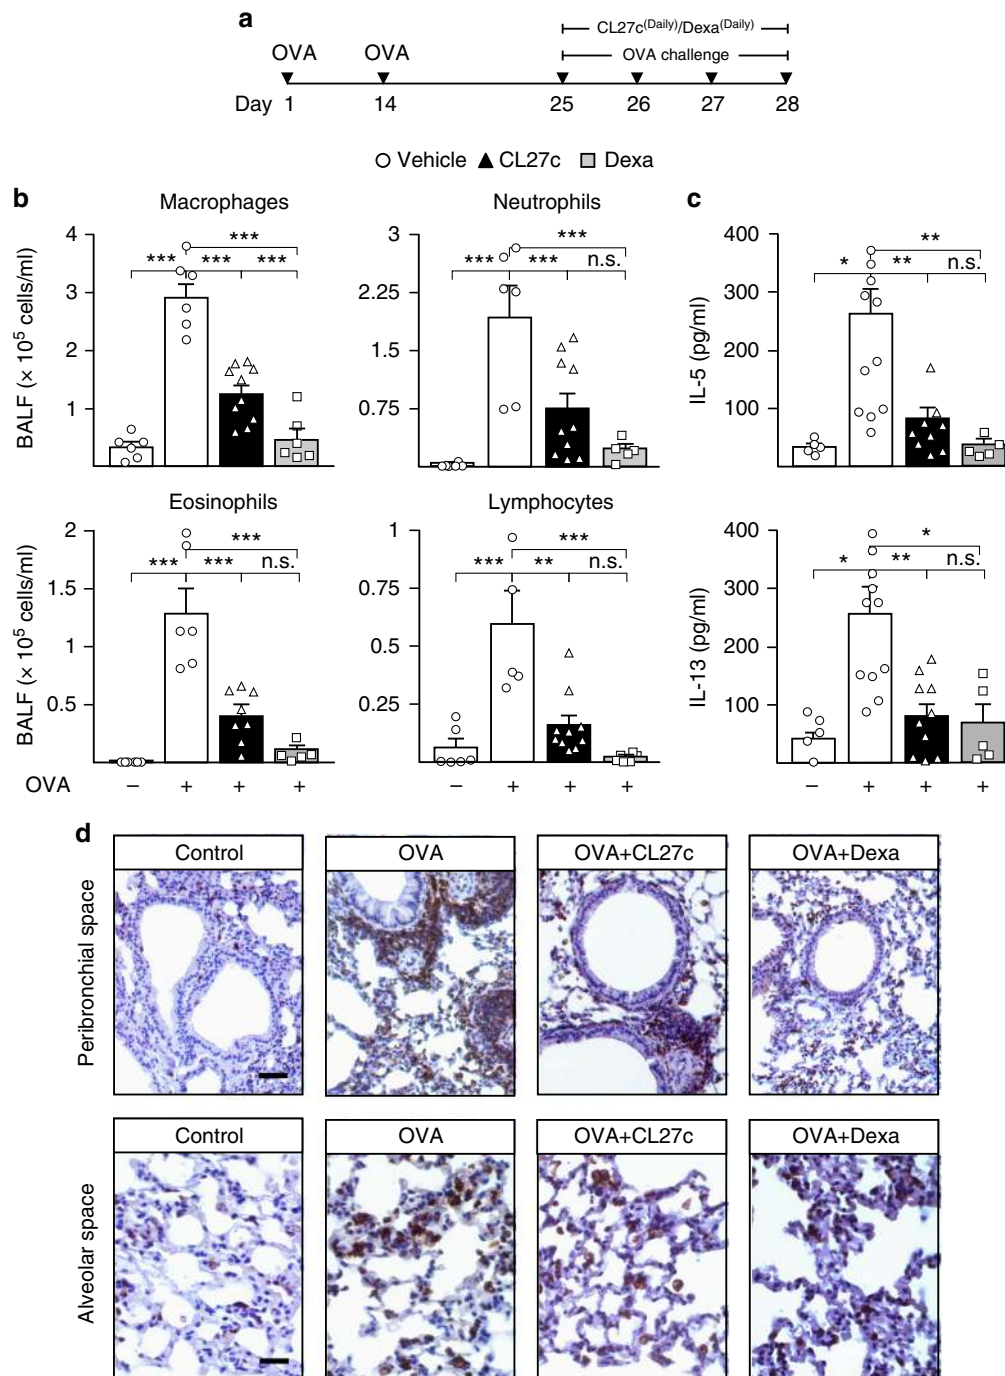 a
CL27c(Daily)/Dexa(Daily)
OVA OVA OVA challenge
Day 1 14 25 26 27 28
Vehicle CL27c Dexa
b
Macrophages
BALF (× 10⁵ cells/ml)
4
3
2
1
***
*** *** ***
Neutrophils
3
2.25
1.5
0.75
***
*** *** n.s.
Eosinophils
BALF (× 10⁵ cells/ml)
2
1.5
1
0.5
***
*** *** n.s.
Lymphocytes
1
0.75
0.5
0.25
***
*** ** n.s.
OVA − + + + − + + +
c
IL-5 (pg/ml)
400
300
200
100
**
* ** n.s.
IL-13 (pg/ml)
400
300
200
100
*
* ** n.s.
− + + +
d
Peribronchial space
Control OVA OVA+CL27c OVA+Dexa
Alveolar space
Control OVA OVA+CL27c OVA+Dexa